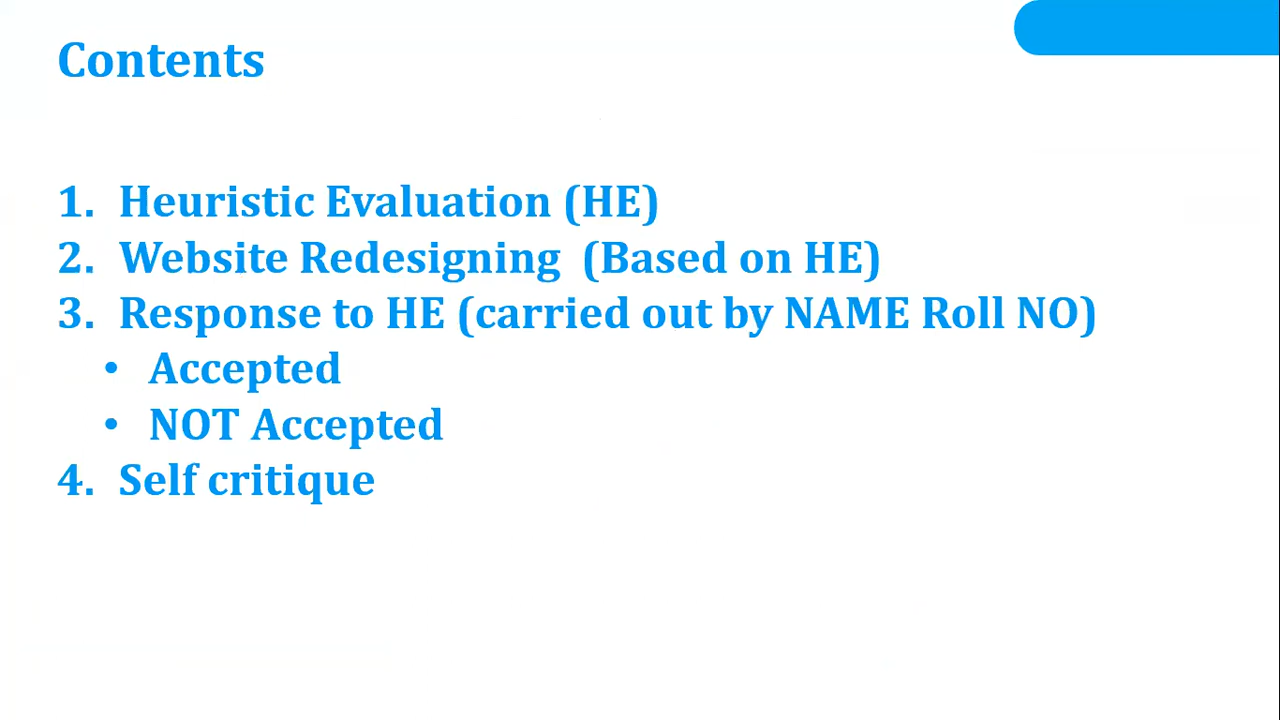 Contents
1. Heuristic Evaluation (HE)
2. Website Redesigning (Based on HE)
3. Response to HE (carried out by NAME Roll NO)
• Accepted
• NOT Accepted
4. Self critique